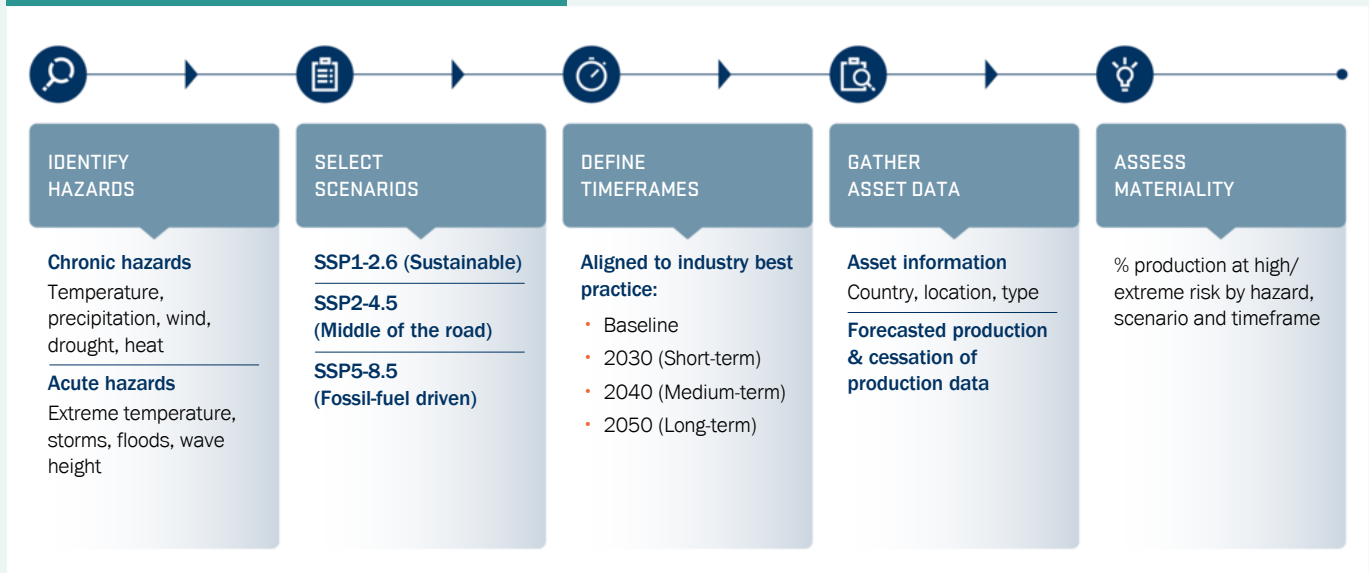 IDENTIFY
HAZARDS
Chronic hazards
Temperature,
precipitation, wind,
drought, heat
Acute hazards
Extreme temperature,
storms, floods, wave
height
SELECT
SCENARIOS
SSP1-2.6 (Sustainable)
SSP2-4.5
(Middle of the road)
SSP5-8.5
(Fossil-fuel driven)
DEFINE
TIMEFRAMES
Aligned to industry best
practice:
• Baseline
• 2030 (Short-term)
• 2040 (Medium-term)
• 2050 (Long-term)
GATHER
ASSET DATA
Asset information
Country, location, type
Forecasted production
& cessation of
production data
ASSESS
MATERIALITY
% production at high/
extreme risk by hazard,
scenario and timeframe